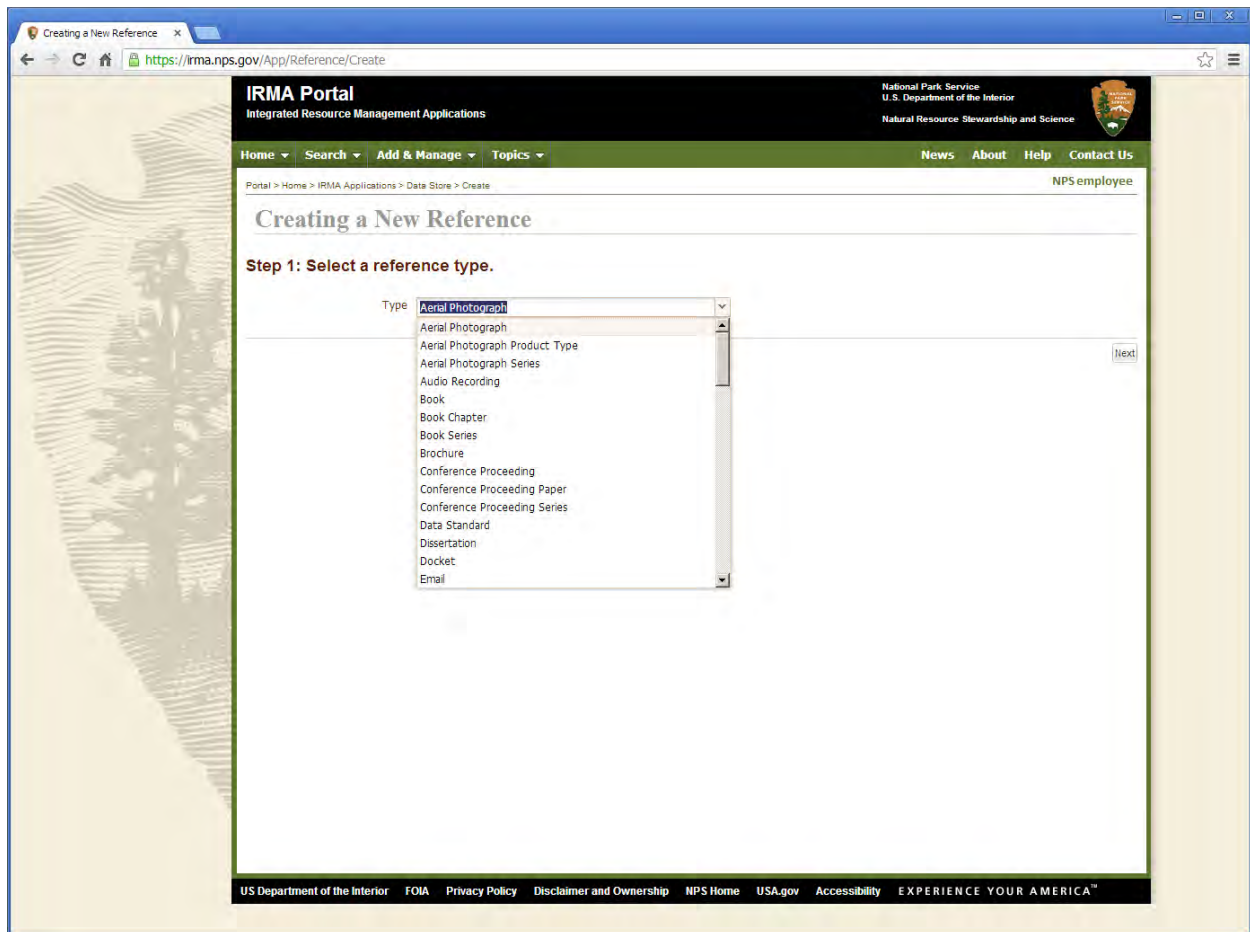 Creating a New Reference
https://irma.nps.gov/App/Reference/Create
IRMA Portal
Integrated Resource Management Applications
National Park Service
U.S. Department of the Interior
Natural Resource Stewardship and Science
NATIONAL
PARK
SERVICE
Home Search Add & Manage Topics
News About Help Contact Us
Portal > Home > IRMA Applications > Data Store > Create
NPS employee
Creating a New Reference
Step 1: Select a reference type.
Type Aerial Photograph
Aerial Photograph
Aerial Photograph Product Type
Aerial Photograph Series
Audio Recording
Book
Book Chapter
Book Series
Brochure
Conference Proceeding
Conference Proceeding Paper
Conference Proceeding Series
Data Standard
Dissertation
Docket
Email
Next
US Department of the Interior FOIA Privacy Policy Disclaimer and Ownership NPS Home USA.gov Accessibility EXPERIENCE YOUR AMERICA™